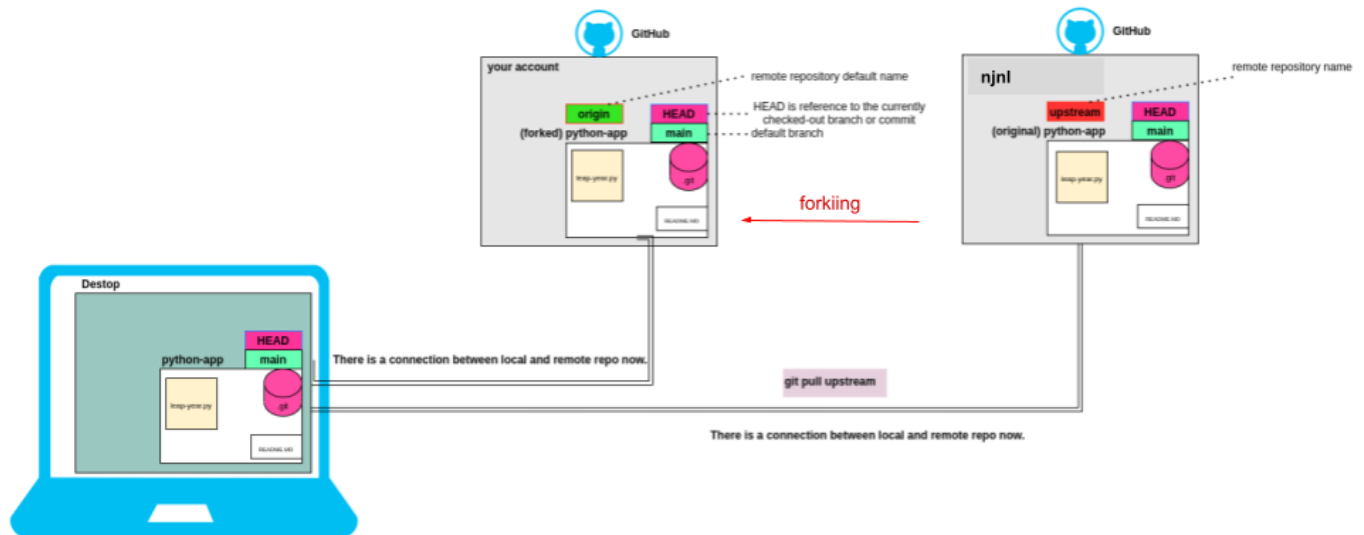 GitHub
GitHub
your account
remote repository default name
njnl
remote repository name
origin
HEAD
HEAD is reference to the currently
checked-out branch or commit
upstream
HEAD
(forked) python-app
main
default branch
(original) python-app
main
leap-year.py
git
leap-year.py
git
forkiing
README.MD
README.MD
Destop
HEAD
python-app
main
There is a connection between local and remote repo now.
leap-year.py
git
git pull upstream
README.MD
There is a connection between local and remote repo now.